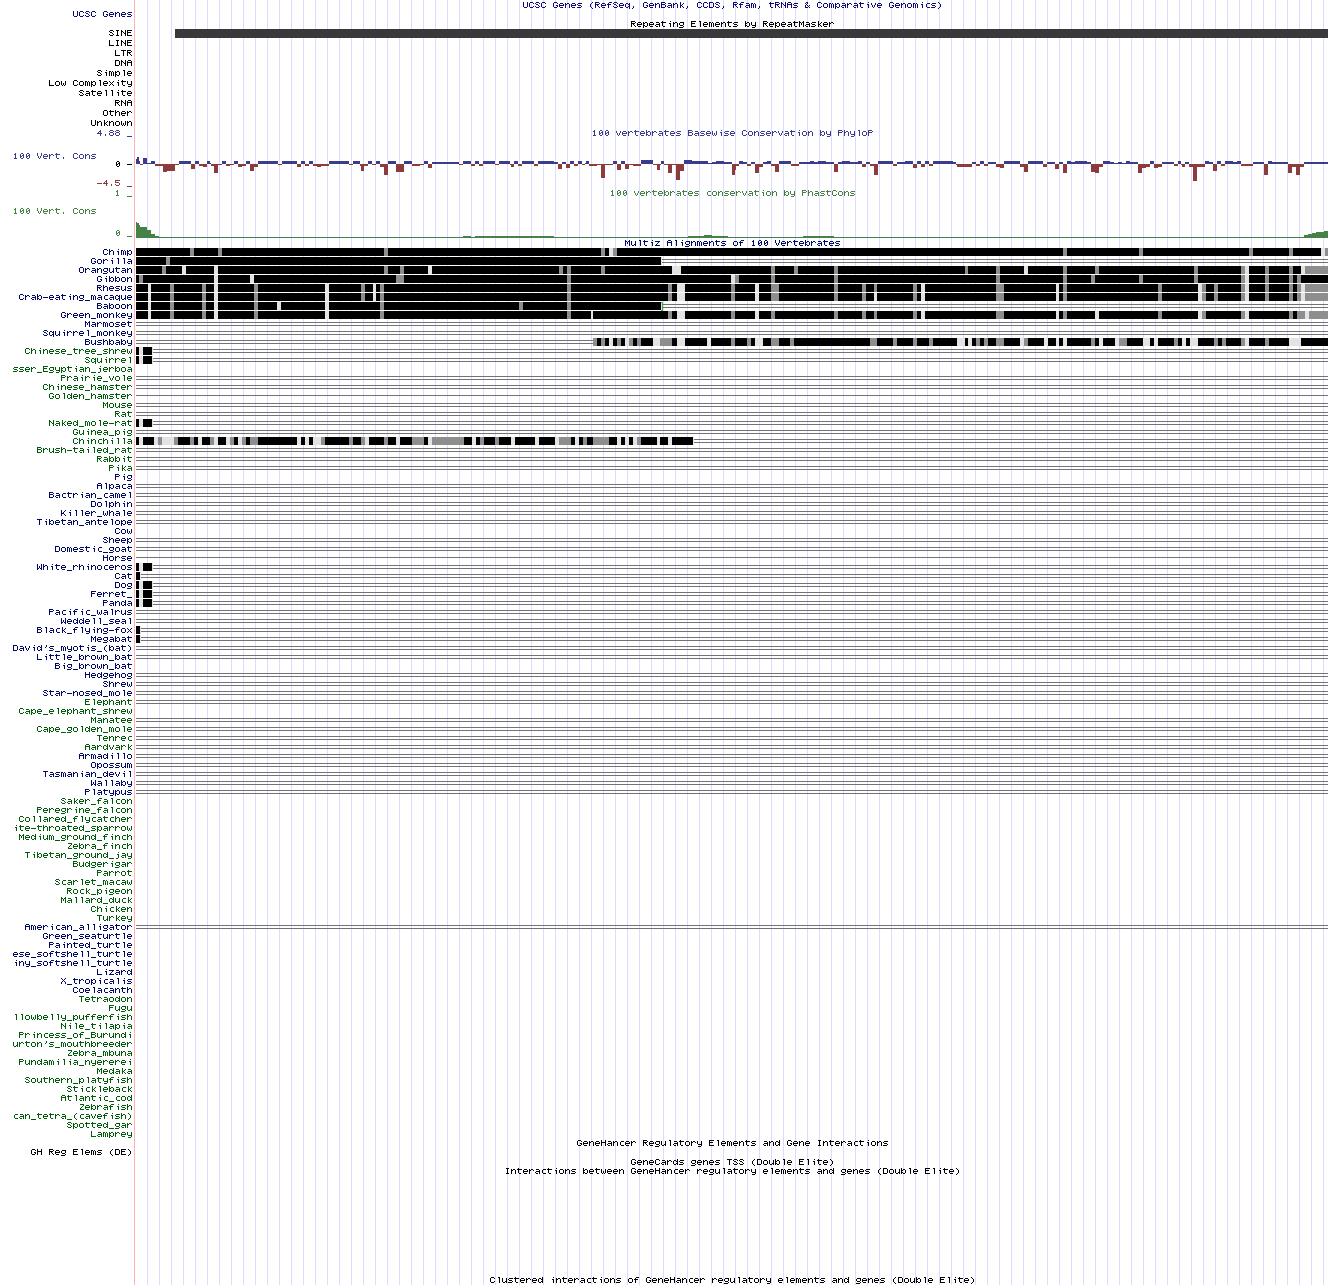 UCSC Genes (RefSeq, GenBank, CCDS, Rfam, tRNAs & Comparative Genomics)
UCSC Genes
Repeating Elements by RepeatMasker
SINE
LINE
LTR
DNA
Simple
Low Complexity
Satellite
RNA
Other
Unknown
100 vertebrates Basewise Conservation by PhyloP
4.88 _
100 Vert. Cons
0 _
-4.5 _
100 vertebrates conservation by PhastCons
1 _
100 Vert. Cons
0 _
Multiz Alignments of 100 Vertebrates
Chimp
Gorilla
Orangutan
Gibbon
Rhesus
Crab-eating_macaque
Baboon
Green_monkey
Marmoset
Squirrel_monkey
Bushbaby
Chinese_tree_shrew
Squirrel
sser_Egyptian_jerboa
Prairie_vole
Chinese_hamster
Golden_hamster
Mouse
Rat
Naked_mole-rat
Guinea_pig
Chinchilla
Brush-tailed_rat
Rabbit
Pika
Pig
Alpaca
Bactrian_camel
Dolphin
Killer_whale
Tibetan_antelope
Cow
Sheep
Domestic_goat
Horse
White_rhinoceros
Cat
Dog
Ferret_
Panda
Pacific_walrus
Weddell_seal
Black_flying-fox
Megabat
David's_myotis_(bat)
Little_brown_bat
Big_brown_bat
Hedgehog
Shrew
Star-nosed_mole
Elephant
Cape_elephant_shrew
Manatee
Cape_golden_mole
Tenrec
Aardvark
Armadillo
Opossum
Tasmanian_devil
Wallaby
Platypus
Saker_falcon
Peregrine_falcon
Collared_flycatcher
ite-throated_sparrow
Medium_ground_finch
Zebra_finch
Tibetan_ground_jay
Budgerigar
Parrot
Scarlet_macaw
Rock_pigeon
Mallard_duck
Chicken
Turkey
American_alligator
Green_seaturtle
Painted_turtle
ese_softshell_turtle
iny_softshell_turtle
Lizard
X_tropicalis
Coelacanth
Tetraodon
Fugu
llowbelly_pufferfish
Nile_tilapia
Princess_of_Burundi
urton's_mouthbreeder
Zebra_mbuna
Pundamilia_nyererei
Medaka
Southern_platyfish
Stickleback
Atlantic_cod
Zebrafish
can_tetra_(cavefish)
Spotted_gar
Lamprey
GeneHancer Regulatory Elements and Gene Interactions
GH Reg Elems (DE)
GeneCards genes TSS (Double Elite)
Interactions between GeneHancer regulatory elements and genes (Double Elite)
Clustered interactions of GeneHancer regulatory elements and genes (Double Elite)